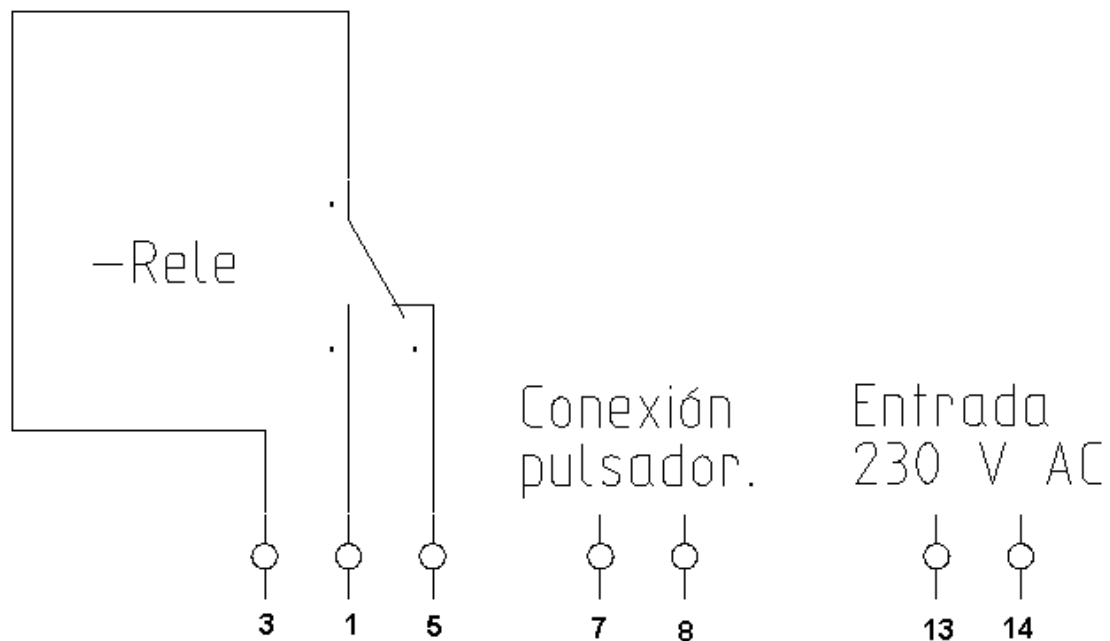 -Rele
Conexión
pulsador.
Entrada
230 V AC
3 1 5 7 8 13 14